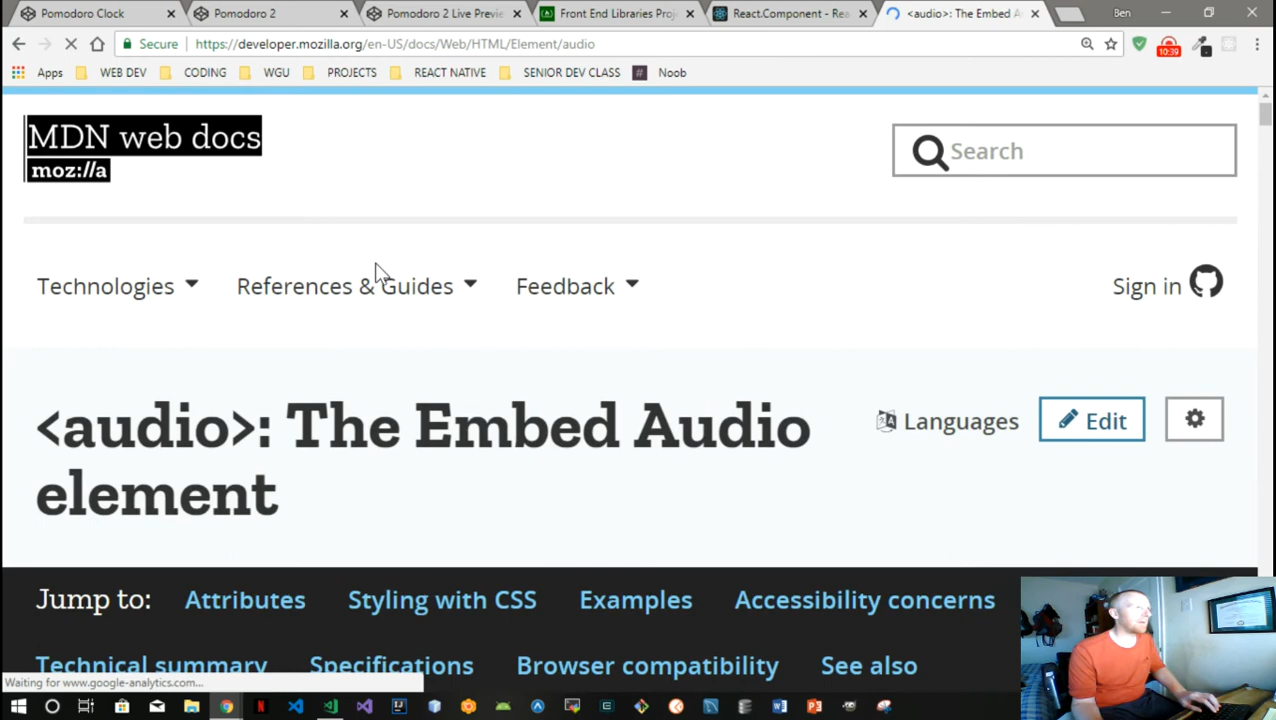 Pomodoro Clock
Pomodoro 2
Pomodoro 2 Live Previe
Front End Libraries Proj
React.Component - Rea
<audio>: The Embed A
Ben
Secure
https://developer.mozilla.org/en-US/docs/Web/HTML/Element/audio
10:39
Apps
WEB DEV
CODING
WGU
PROJECTS
REACT NATIVE
SENIOR DEV CLASS
Noob
MDN web docs
moz://a
Search
Technologies
References & Guides
Feedback
Sign in
<audio>: The Embed Audio
element
Languages
Edit
Jump to:
Attributes
Styling with CSS
Examples
Accessibility concerns
Technical summary
Specifications
Browser compatibility
See also
Waiting for www.google-analytics.com...